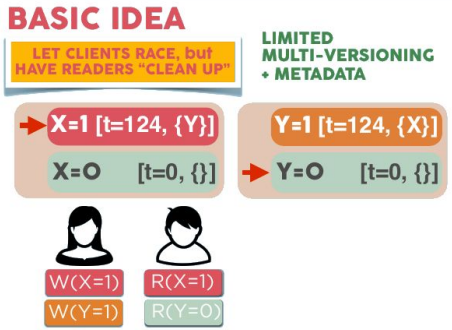 BASIC IDEA
LET CLIENTS RACE, but
HAVE READERS "CLEAN UP"
LIMITED
MULTI-VERSIONING
+ METADATA
X=1 [t=124, {Y}]
X=0 [t=0, {}]
Y=1 [t=124, {X}]
Y=0 [t=0, {}]
W(X=1)
W(Y=1)
R(X=1)
R(Y=0)